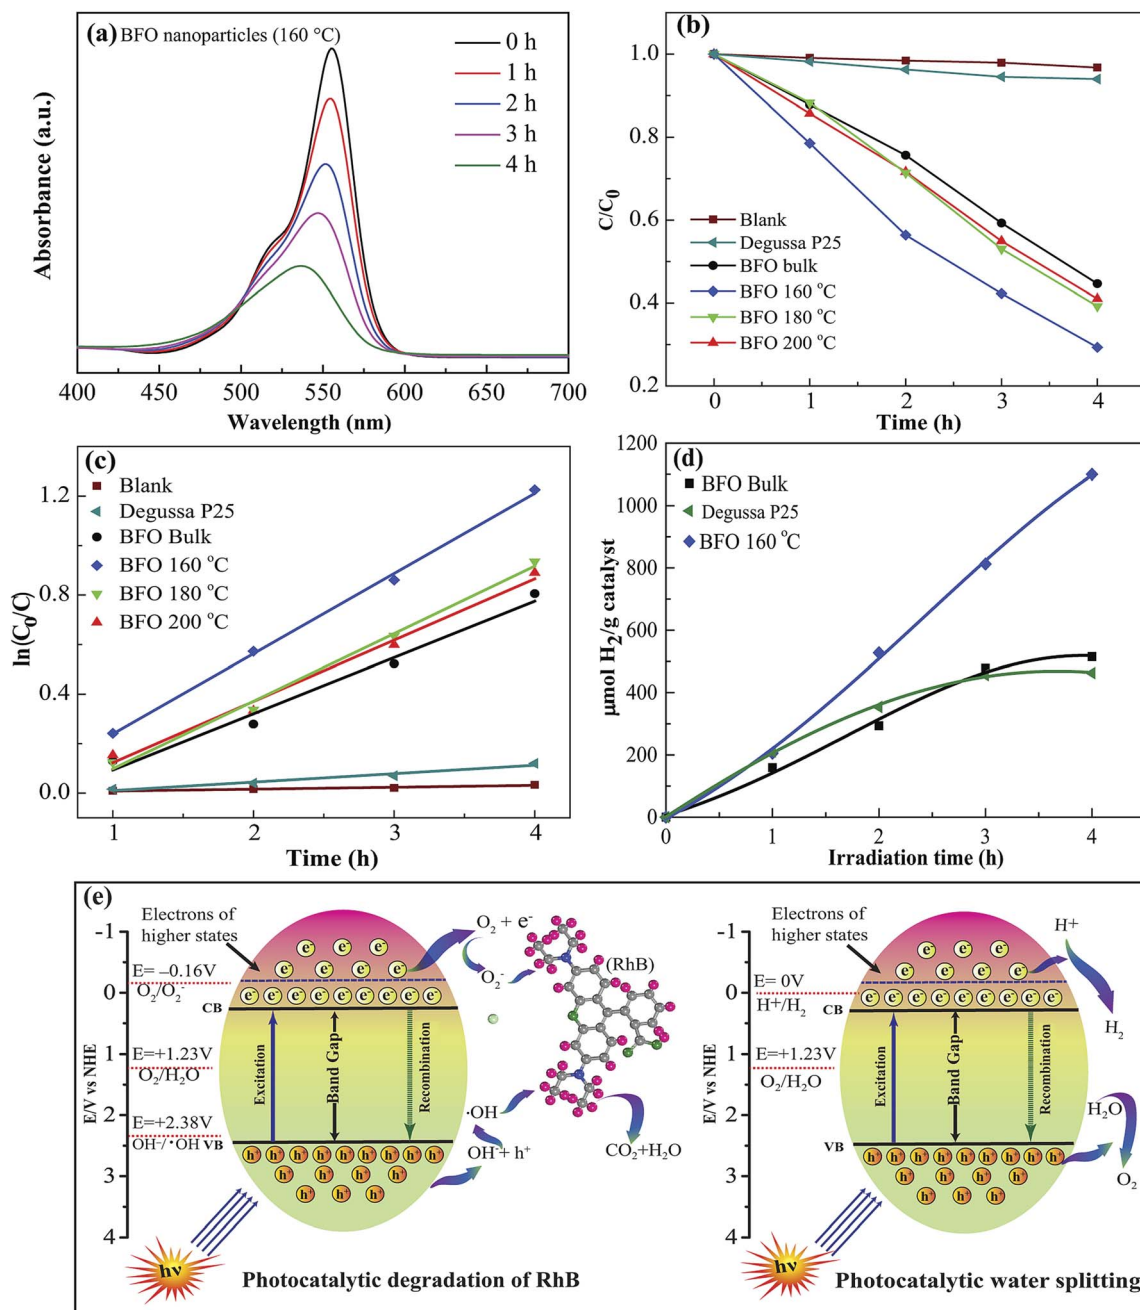 (a) BFO nanoparticles (160 °C)
0 h
1 h
2 h
3 h
4 h
Absorbance (a.u.)
400 450 500 550 600 650 700
Wavelength (nm)
(b)
1.0
0.8
0.6
0.4
0.2
C/C0
Blank
Degussa P25
BFO bulk
BFO 160 °C
BFO 180 °C
BFO 200 °C
0 1 2 3 4
Time (h)
(c)
Blank
Degussa P25
BFO Bulk
BFO 160 °C
BFO 180 °C
BFO 200 °C
1.2
0.8
0.4
0.0
ln(C0/C)
1 2 3 4
Time (h)
(d)
BFO Bulk
Degussa P25
BFO 160 °C
1200
1000
800
600
400
200
0
μmol H2/g catalyst
0 1 2 3 4
Irradiation time (h)
(e)
Electrons of
higher states
-1
0
1
2
3
4
E/V vs NHE
E= –0.16V
O2/O2-
CB
E=+1.23V
O2/H2O
E=+2.38V
OH-/•OH VB
e- e- e-
e- e- e- e-
e- e- e- e- e- e- e- e-
Excitation
Band Gap
Recombination
h+ h+ h+ h+ h+ h+ h+ h+ h+
h+ h+ h+ h+ h+ h+
h+ h+ h+
O2 + e-
O2-
(RhB)
·OH
OH-+ h+
CO2+H2O
hν
Photocatalytic degradation of RhB
Electrons of
higher states
-1
0
1
2
3
4
E/V vs NHE
E= 0V
H+/H2
CB
E=+1.23V
O2/H2O
VB
e- e- e-
e- e- e- e-
e- e- e- e- e- e- e- e-
Excitation
Band Gap
Recombination
h+ h+ h+ h+ h+ h+ h+ h+ h+
h+ h+ h+ h+ h+ h+
h+ h+ h+
H+
H2
H2O
O2
hν
Photocatalytic water splitting